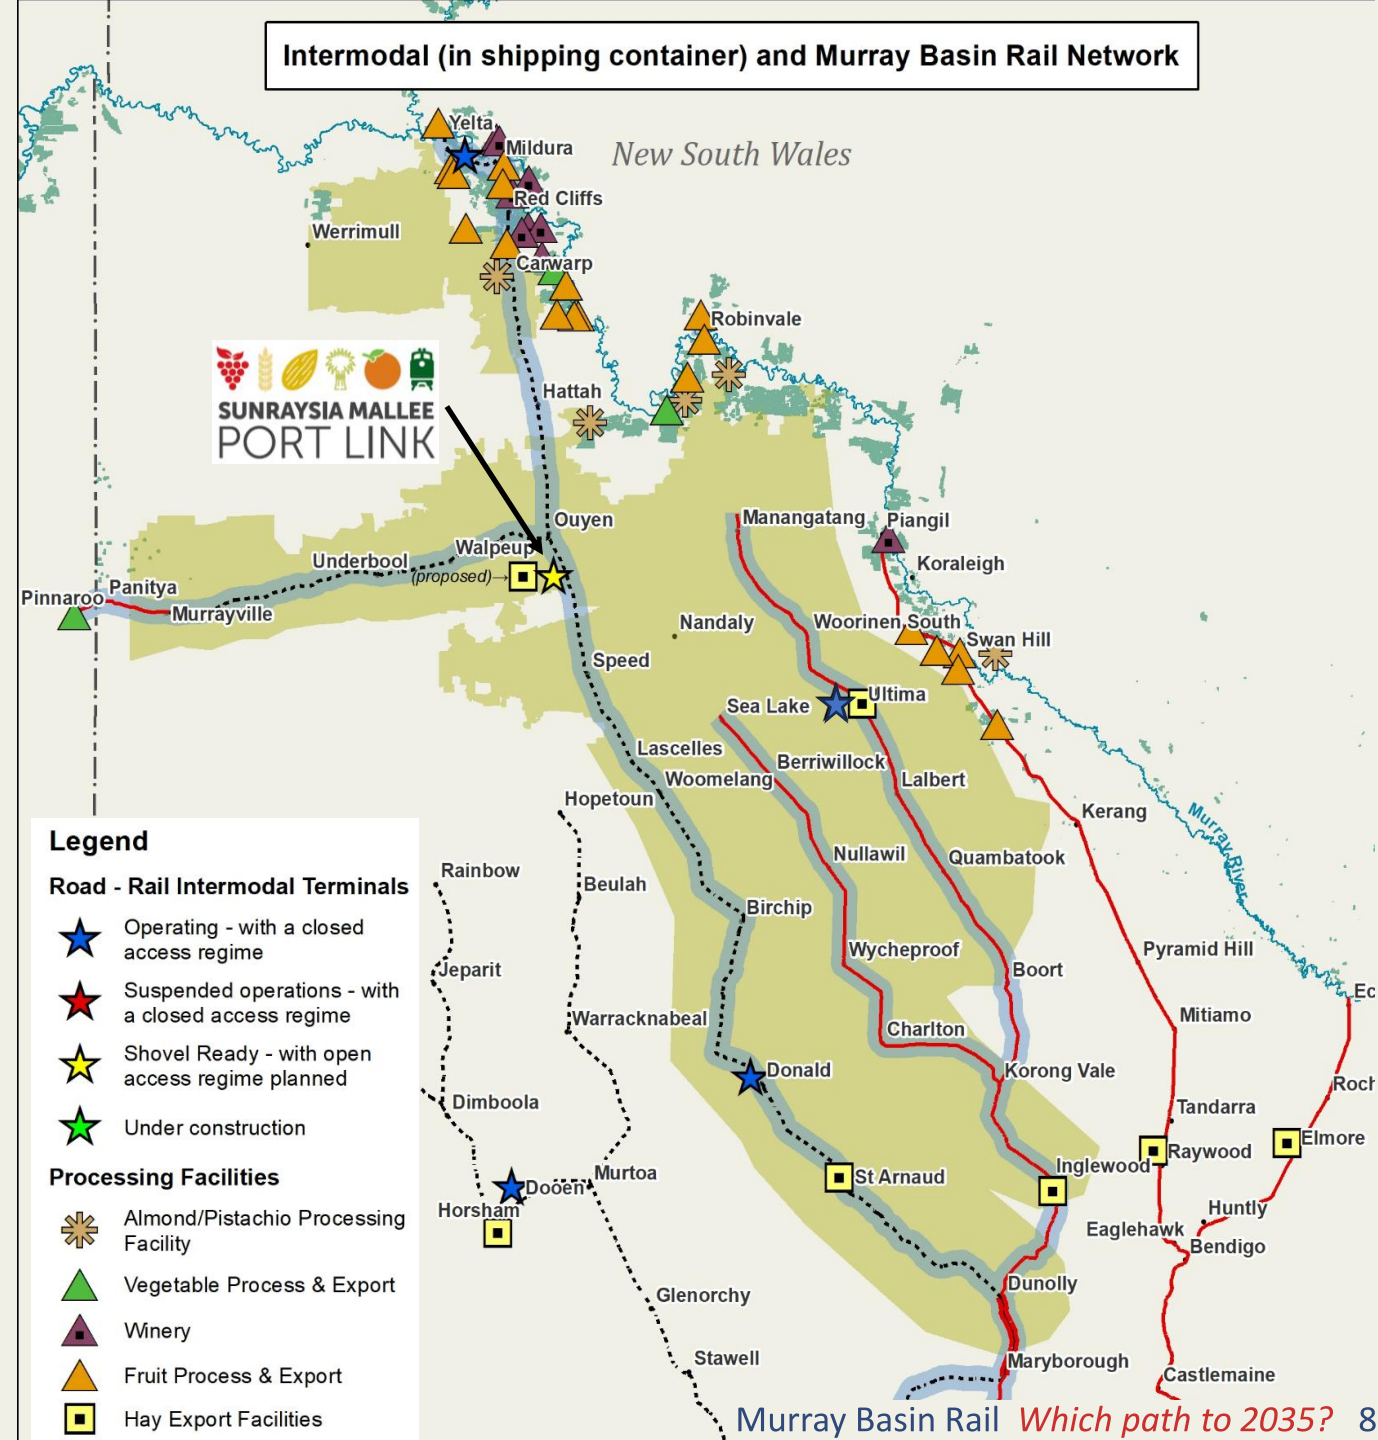 Intermodal (in shipping container) and Murray Basin Rail Network
Yelta
Mildura
New South Wales
Red Cliffs
Werrimull
Carwarp
Robinvale
SUNRAYSIA MALLEE
PORT LINK
Hattah
Ouyen
Manangatang
Piangil
Walpeup
Underbool
Koraleigh
(proposed)→
Panitya
Pinnaroo
Murrayville
Nandaly
Woorinen South
Swan Hill
Speed
Ultima
Sea Lake
Lascelles
Berriwillock
Woomelang
Lalbert
Hopetoun
Kerang
Murray River
Nullawil
Quambatook
Rainbow
Beulah
Birchip
Wycheproof
Pyramid Hill
Jeparit
Boort
Ec
Warracknabeal
Charlton
Mitiamo
Donald
Korong Vale
Roch
Dimboola
Tandarra
Elmore
Raywood
Inglewood
Murtoa
St Arnaud
Dooen
Horsham
Huntly
Eaglehawk
Bendigo
Dunolly
Glenorchy
Stawell
Maryborough
Castlemaine
Legend
Road - Rail Intermodal Terminals
Operating - with a closed
access regime
Suspended operations - with
a closed access regime
Shovel Ready - with open
access regime planned
Under construction
Processing Facilities
Almond/Pistachio Processing
Facility
Vegetable Process & Export
Winery
Fruit Process & Export
Hay Export Facilities
Murray Basin Rail Which path to 2035? 8